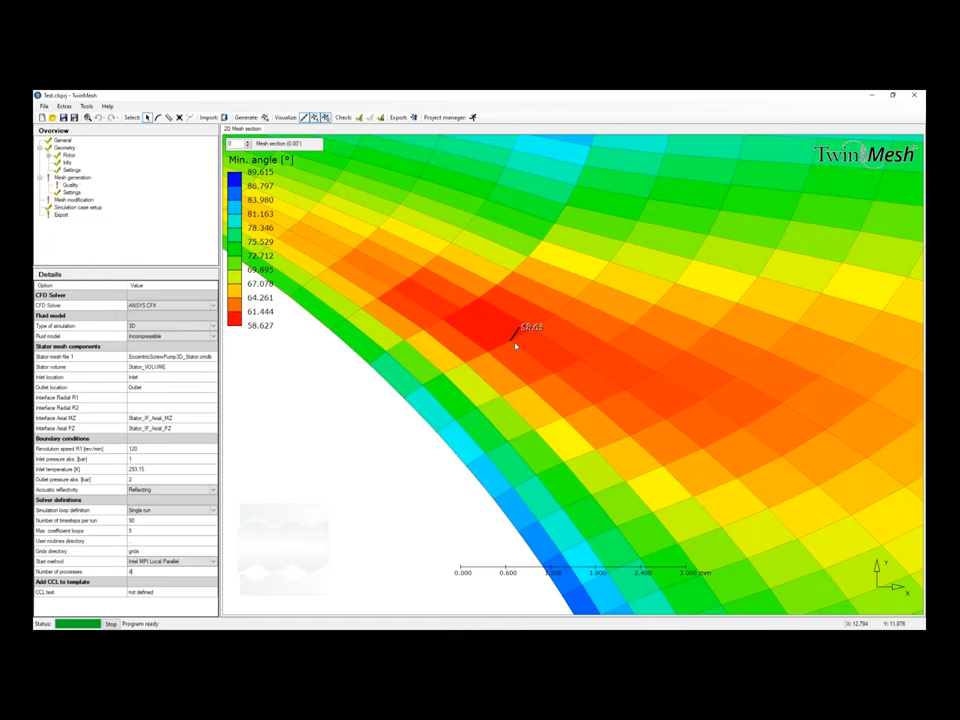 Test.cbprj - TwinMesh
File Extras Tools Help
Select: Import: Generate: Visualize: Check: Export: Project manager:
Overview
General
Geometry
Rotor
Info
Settings
Mesh generation
Quality
Settings
Mesh modification
Simulation case setup
Export
Details
Option Value
CFD Solver
CFD Solver ANSYS CFX
Fluid model
Type of simulation 3D
Fluid model Incompressible
Stator mesh components
Stator mesh file 1 EccentricScrewPump3D_Stator.cmdb
Stator volume Stator_VOLUME
Inlet location Inlet
Outlet location Outlet
Interface Radial R1
Interface Radial R2
Interface Axial MZ Stator_IF_Axial_MZ
Interface Axial PZ Stator_IF_Axial_PZ
Boundary conditions
Revolution speed R1 [rev/min] 120
Inlet pressure abs. [bar] 1
Inlet temperature [K] 293.15
Outlet pressure abs. [bar] 2
Acoustic reflectivity Reflecting
Solver definitions
Simulation loop definition Single run
Number of timesteps per run 90
Max. coefficient loops 5
User routines directory
Grids directory grids
Start method Intel MPI Local Parallel
Number of processes 4
Add CCL to template
CCL text not defined
2D Mesh section
0 Mesh section (0.00°)
Min. angle [°]
89.615
86.797
83.980
81.163
78.346
75.529
72.712
69.895
67.078
64.261
61.444
58.627
TwinMesh
58.63
0.000 0.600 1.200 1.800 2.400 3.000 mm
Y
X
Status: Stop Program ready X: 12.794 Y: 11.976